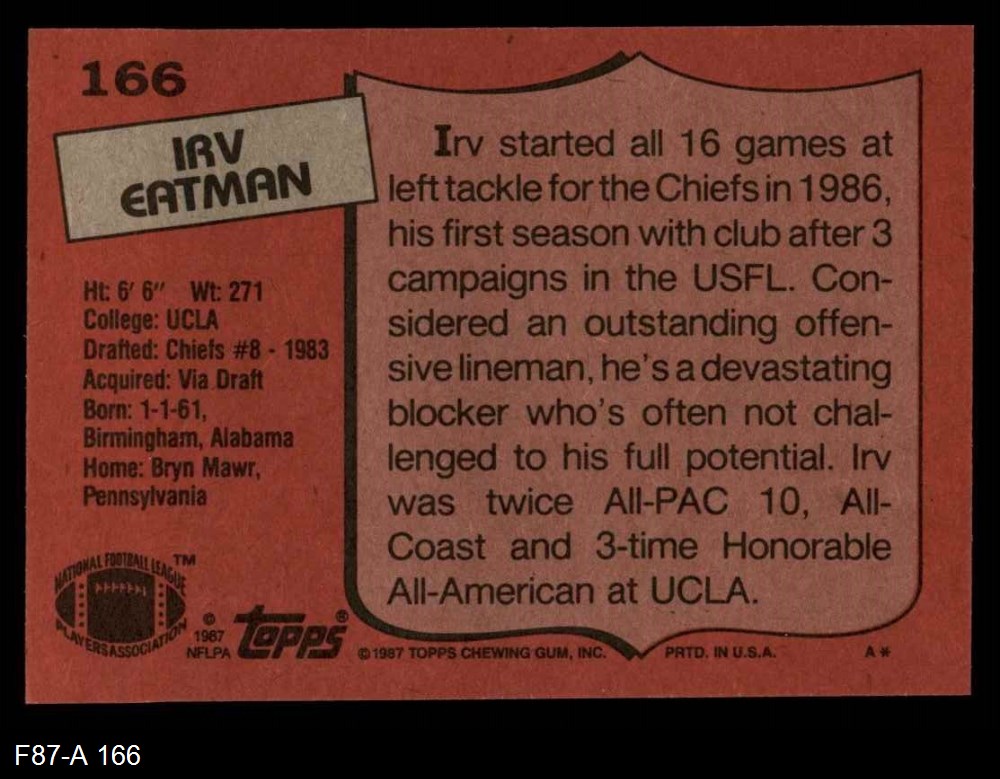 166
IRV
EATMAN
Ht: 6' 6" Wt: 271
College: UCLA
Drafted: Chiefs #8 - 1983
Acquired: Via Draft
Born: 1-1-61,
Birmingham, Alabama
Home: Bryn Mawr,
Pennsylvania
Irv started all 16 games at
left tackle for the Chiefs in 1986,
his first season with club after 3
campaigns in the USFL. Con-
sidered an outstanding offen-
sive lineman, he's a devastating
blocker who's often not chal-
lenged to his full potential. Irv
was twice All-PAC 10, All-
Coast and 3-time Honorable
All-American at UCLA.
NATIONAL FOOTBALL LEAGUE ™
PLAYERS ASSOCIATION
©
1987
NFLPA
topps®
© 1987 TOPPS CHEWING GUM, INC. PRTD. IN U.S.A. A*
F87-A 166